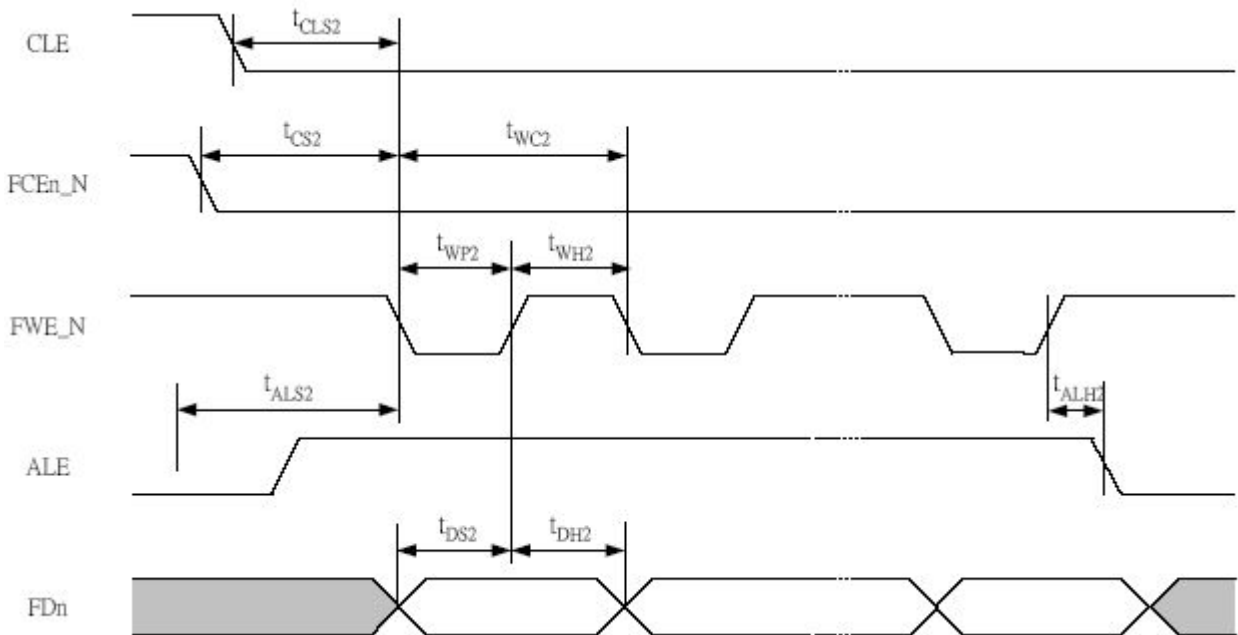 CLE
tCLS2
FCEn_N
tCS2
tWC2
FWE_N
tWP2
tWH2
tALS2
tALH2
ALE
tDS2
tDH2
FDn